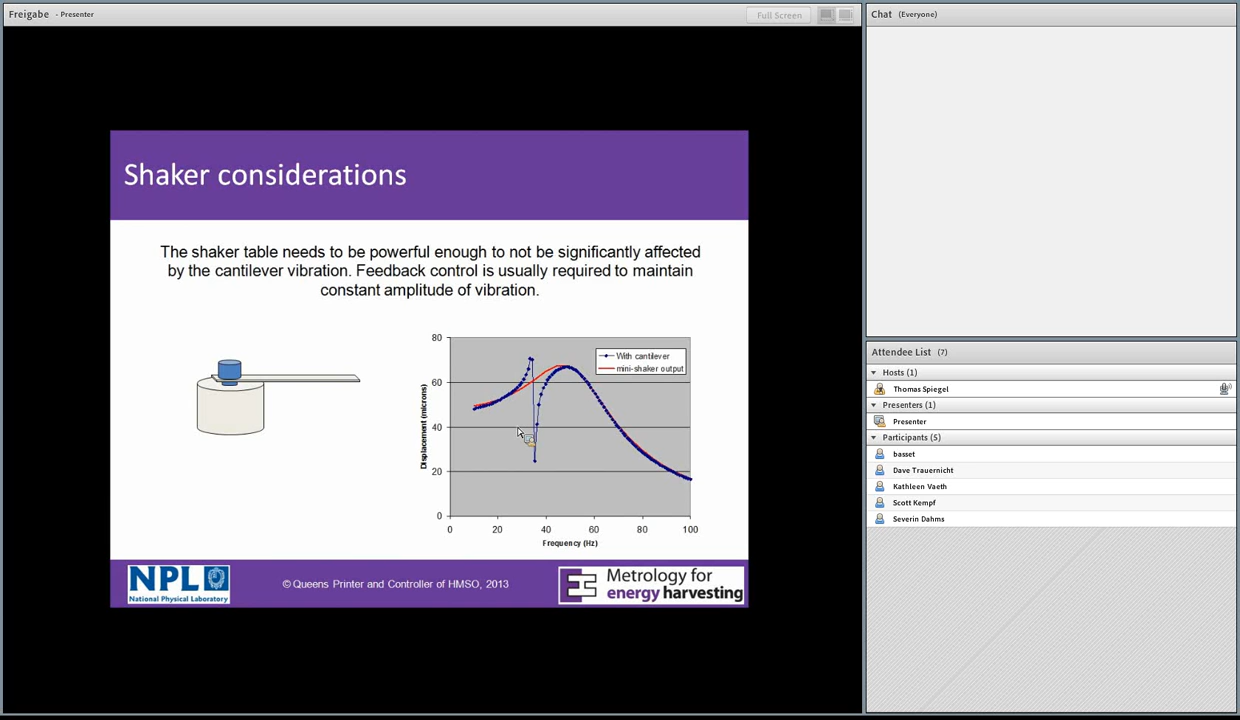 Freigabe - Presenter
Full Screen
Shaker considerations
The shaker table needs to be powerful enough to not be significantly affected
by the cantilever vibration. Feedback control is usually required to maintain
constant amplitude of vibration.
80
60
40
20
0
Displacement (microns)
With cantilever
mini-shaker output
0 20 40 60 80 100
Frequency (Hz)
NPL
National Physical Laboratory
© Queens Printer and Controller of HMSO, 2013
Metrology for
energy harvesting
Chat (Everyone)
Attendee List (7)
Hosts (1)
Thomas Spiegel
Presenters (1)
Presenter
Participants (5)
basset
Dave Trauernicht
Kathleen Vaeth
Scott Kempf
Severin Dahms